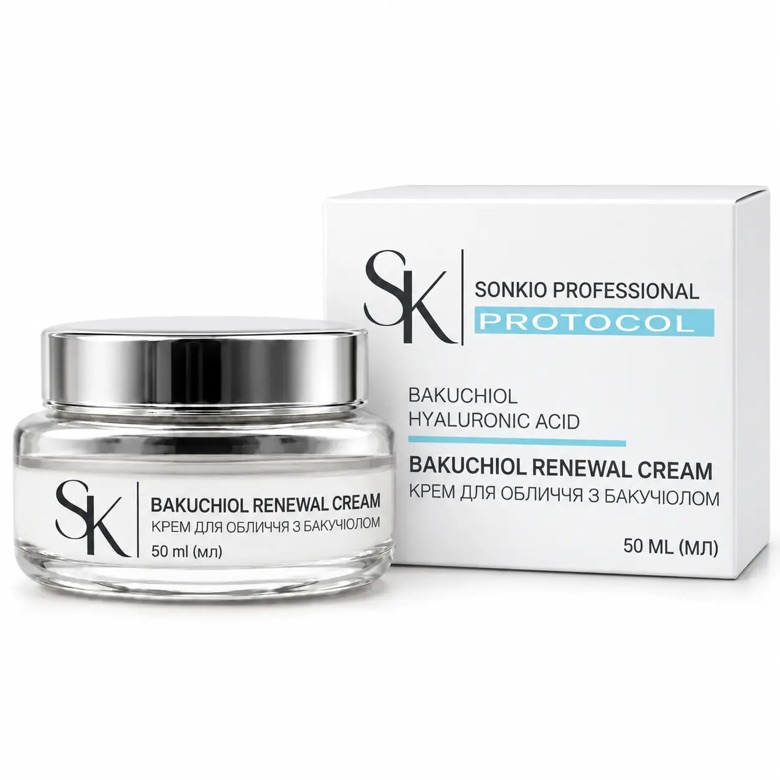 SK
SONKIO PROFESSIONAL
PROTOCOL
BAKUCHIOL
HYALURONIC ACID
BAKUCHIOL RENEWAL CREAM
КРЕМ ДЛЯ ОБЛИЧЧЯ З БАКУЧІОЛОМ
50 ML (МЛ)
SK
BAKUCHIOL RENEWAL CREAM
КРЕМ ДЛЯ ОБЛИЧЧЯ З БАКУЧІОЛОМ
50 ml (мл)